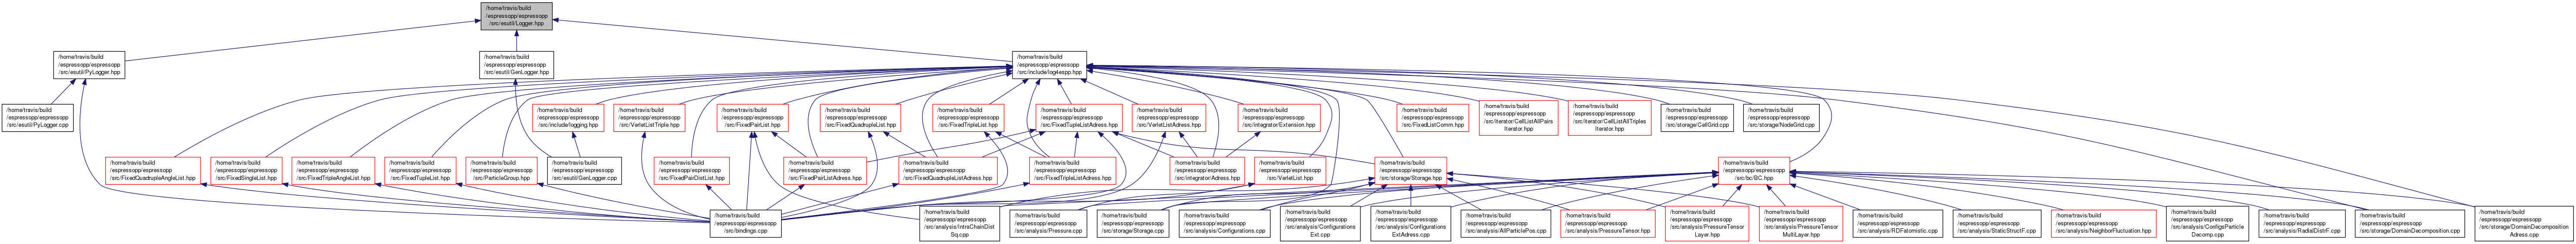 /home/travis/build
/espressopp/espressopp
/src/esutil/Logger.hpp
/home/travis/build
/espressopp/espressopp
/src/esutil/PyLogger.hpp
/home/travis/build
/espressopp/espressopp
/src/esutil/GenLogger.hpp
/home/travis/build
/espressopp/espressopp
/src/include/log4espp.hpp
/home/travis/build
/espressopp/espressopp
/src/esutil/PyLogger.cpp
/home/travis/build
/espressopp/espressopp
/src/include/logging.hpp
/home/travis/build
/espressopp/espressopp
/src/VerletListTriple.hpp
/home/travis/build
/espressopp/espressopp
/src/FixedPairList.hpp
/home/travis/build
/espressopp/espressopp
/src/FixedQuadrupleList.hpp
/home/travis/build
/espressopp/espressopp
/src/FixedTripleList.hpp
/home/travis/build
/espressopp/espressopp
/src/FixedTupleListAdress.hpp
/home/travis/build
/espressopp/espressopp
/src/VerletListAdress.hpp
/home/travis/build
/espressopp/espressopp
/src/integrator/Extension.hpp
/home/travis/build
/espressopp/espressopp
/src/FixedListComm.hpp
/home/travis/build
/espressopp/espressopp
/src/iterator/CellListAllPairs
Iterator.hpp
/home/travis/build
/espressopp/espressopp
/src/iterator/CellListAllTriples
Iterator.hpp
/home/travis/build
/espressopp/espressopp
/src/storage/CellGrid.cpp
/home/travis/build
/espressopp/espressopp
/src/storage/NodeGrid.cpp
/home/travis/build
/espressopp/espressopp
/src/FixedQuadrupleAngleList.hpp
/home/travis/build
/espressopp/espressopp
/src/FixedSingleList.hpp
/home/travis/build
/espressopp/espressopp
/src/FixedTripleAngleList.hpp
/home/travis/build
/espressopp/espressopp
/src/FixedTupleList.hpp
/home/travis/build
/espressopp/espressopp
/src/ParticleGroup.hpp
/home/travis/build
/espressopp/espressopp
/src/esutil/GenLogger.cpp
/home/travis/build
/espressopp/espressopp
/src/FixedPairDistList.hpp
/home/travis/build
/espressopp/espressopp
/src/FixedPairListAdress.hpp
/home/travis/build
/espressopp/espressopp
/src/FixedQuadrupleListAdress.hpp
/home/travis/build
/espressopp/espressopp
/src/FixedTripleListAdress.hpp
/home/travis/build
/espressopp/espressopp
/src/integrator/Adress.hpp
/home/travis/build
/espressopp/espressopp
/src/VerletList.hpp
/home/travis/build
/espressopp/espressopp
/src/storage/Storage.hpp
/home/travis/build
/espressopp/espressopp
/src/bc/BC.hpp
/home/travis/build
/espressopp/espressopp
/src/bindings.cpp
/home/travis/build
/espressopp/espressopp
/src/analysis/IntraChainDist
Sq.cpp
/home/travis/build
/espressopp/espressopp
/src/analysis/Pressure.cpp
/home/travis/build
/espressopp/espressopp
/src/storage/Storage.cpp
/home/travis/build
/espressopp/espressopp
/src/analysis/Configurations.cpp
/home/travis/build
/espressopp/espressopp
/src/analysis/Configurations
Ext.cpp
/home/travis/build
/espressopp/espressopp
/src/analysis/Configurations
ExtAdress.cpp
/home/travis/build
/espressopp/espressopp
/src/analysis/AllParticlePos.cpp
/home/travis/build
/espressopp/espressopp
/src/analysis/PressureTensor.hpp
/home/travis/build
/espressopp/espressopp
/src/analysis/PressureTensor
Layer.hpp
/home/travis/build
/espressopp/espressopp
/src/analysis/PressureTensor
MultiLayer.hpp
/home/travis/build
/espressopp/espressopp
/src/analysis/RDFatomistic.cpp
/home/travis/build
/espressopp/espressopp
/src/analysis/StaticStructF.cpp
/home/travis/build
/espressopp/espressopp
/src/analysis/NeighborFluctuation.hpp
/home/travis/build
/espressopp/espressopp
/src/analysis/ConfigsParticle
Decomp.cpp
/home/travis/build
/espressopp/espressopp
/src/analysis/RadialDistrF.cpp
/home/travis/build
/espressopp/espressopp
/src/storage/DomainDecomposition.cpp
/home/travis/build
/espressopp/espressopp
/src/storage/DomainDecomposition
Adress.cpp